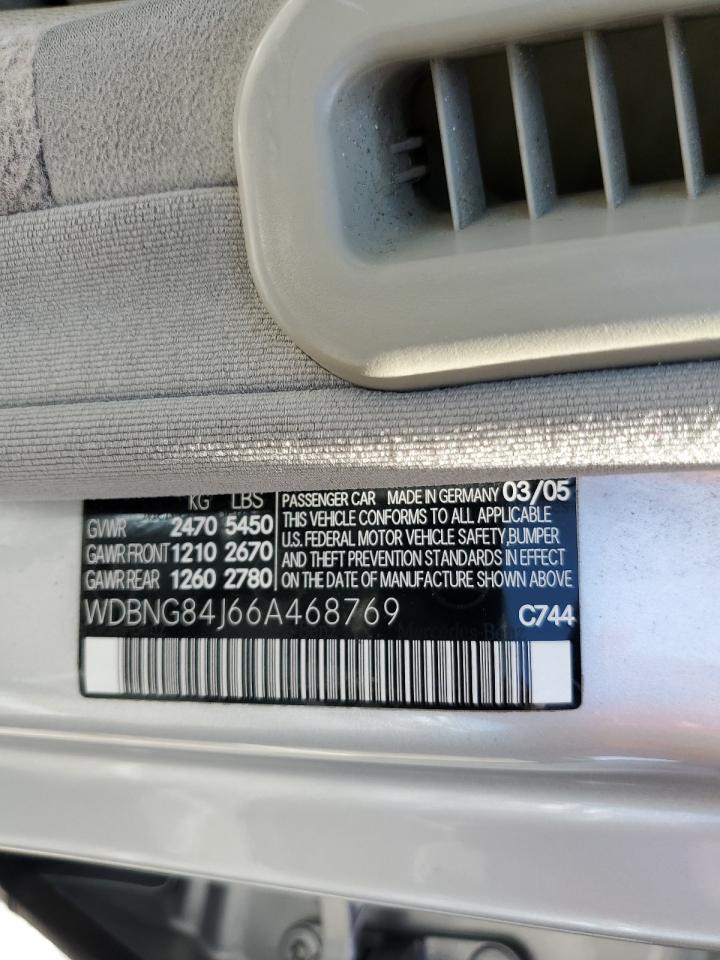 KG LBS
GVWR 2470 5450
GAWR FRONT 1210 2670
GAWR REAR 1260 2780
PASSENGER CAR MADE IN GERMANY 03/05
THIS VEHICLE CONFORMS TO ALL APPLICABLE
U.S. FEDERAL MOTOR VEHICLE SAFETY, BUMPER
AND THEFT PREVENTION STANDARDS IN EFFECT
ON THE DATE OF MANUFACTURE SHOWN ABOVE
WDBNG84J66A468769 C744
Mercedes-Benz